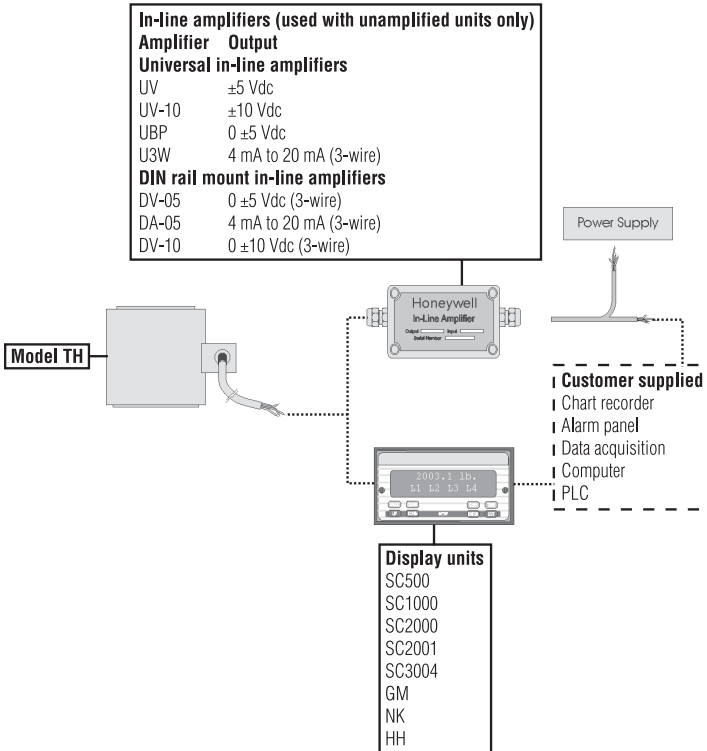 In-line amplifiers (used with unamplified units only)
Amplifier Output
Universal in-line amplifiers
UV ±5 Vdc
UV-10 ±10 Vdc
UBP 0 ±5 Vdc
U3W 4 mA to 20 mA (3-wire)
DIN rail mount in-line amplifiers
DV-05 0 ±5 Vdc (3-wire)
DA-05 4 mA to 20 mA (3-wire)
DV-10 0 ±10 Vdc (3-wire)
Power Supply
Honeywell
In-Line Amplifier
Output Input
Serial Number
Model TH
Customer supplied
Chart recorder
Alarm panel
Data acquisition
Computer
PLC
2003.1 lb.
L1 L2 L3 L4
Display units
SC500
SC1000
SC2000
SC2001
SC3004
GM
NK
HH